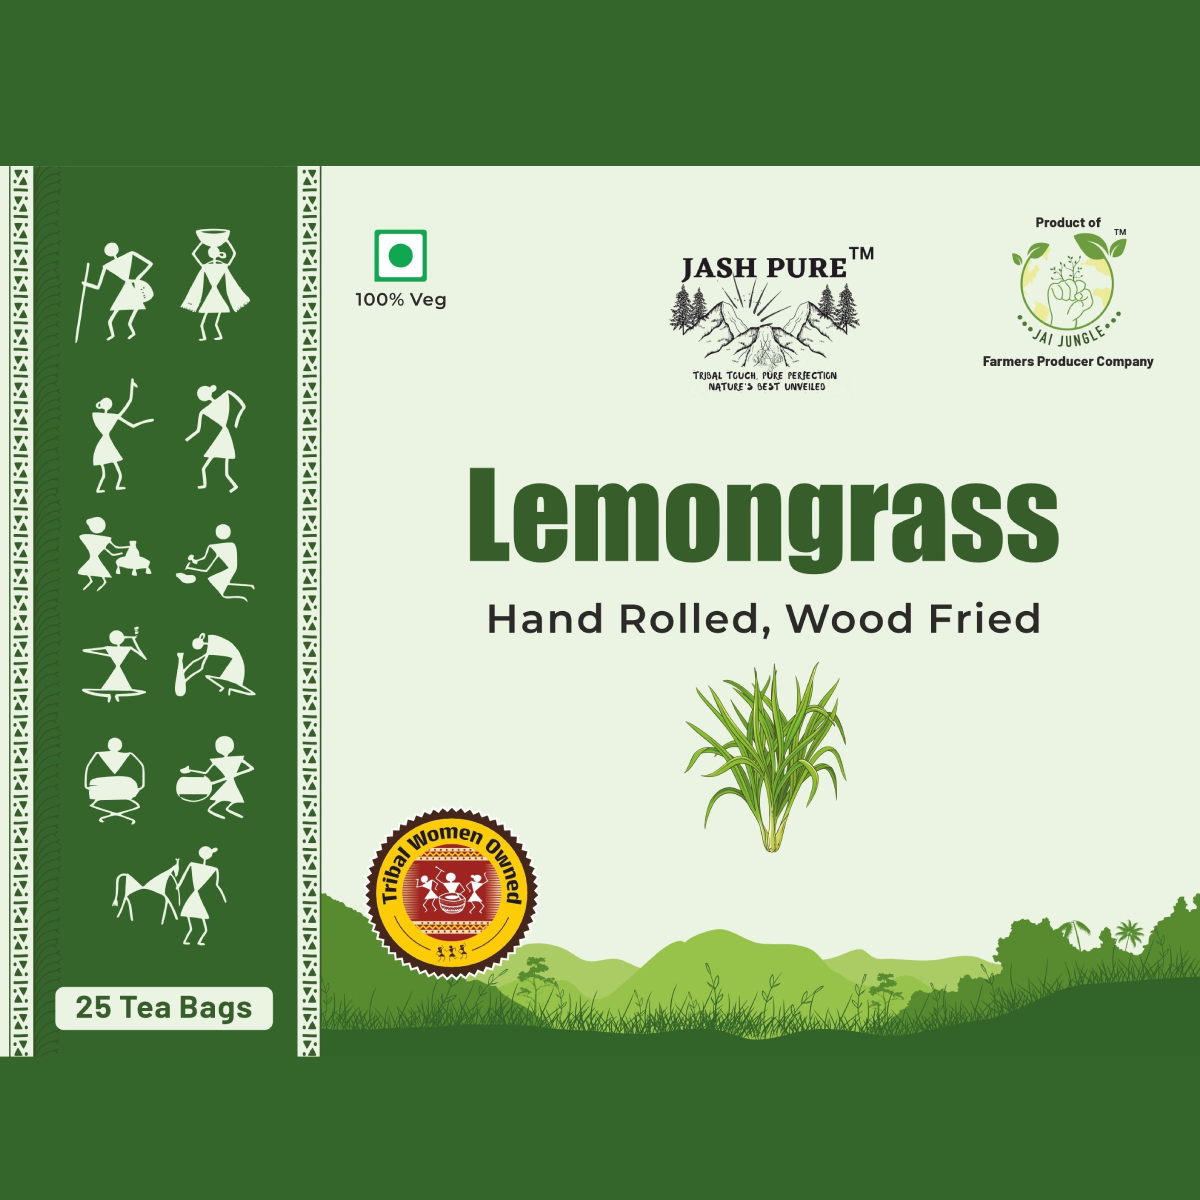 100% Veg
JASH PURE™
TRIBAL TOUCH, PURE PERFECTION
NATURE'S BEST UNVEILED
Product of
TM
JAI JUNGLE
Farmers Producer Company
Lemongrass
Hand Rolled, Wood Fried
Tribal Women Owned
25 Tea Bags